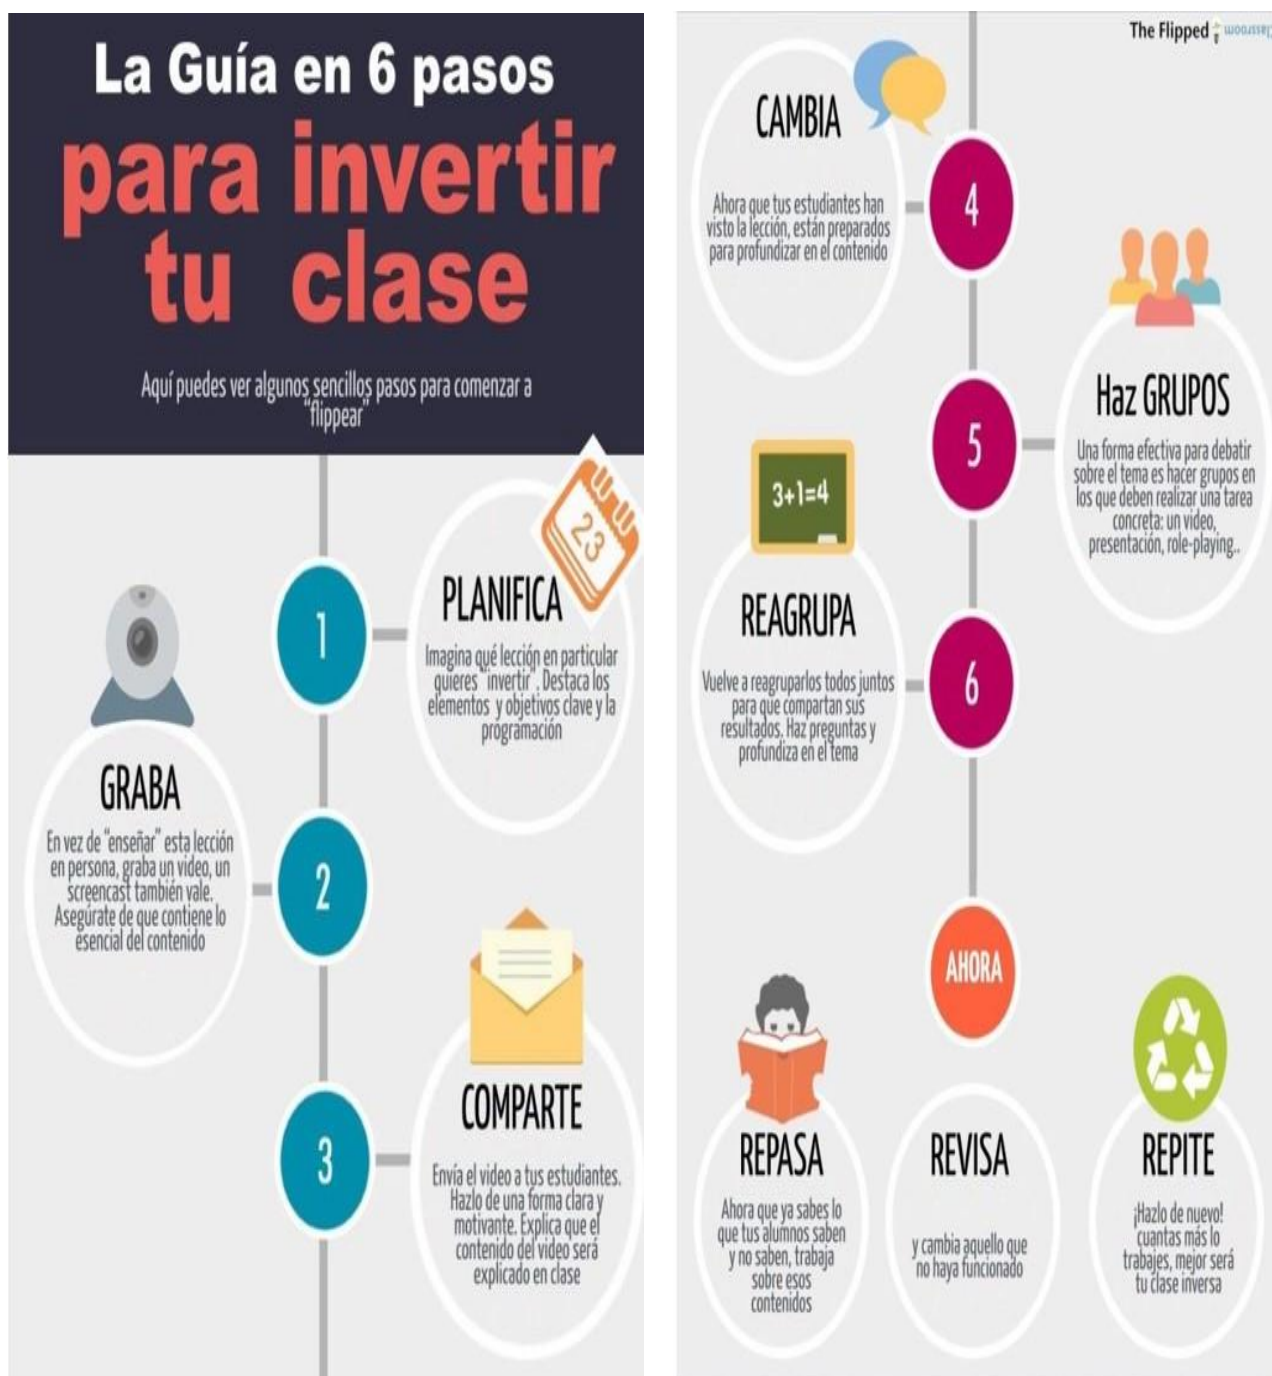 La Guía en 6 pasos
para invertir
tu clase
Aquí puedes ver algunos sencillos pasos para comenzar a
"flippear"
23
1
PLANIFICA
Imagina qué lección en particular
quieres "invertir". Destaca los
elementos y objetivos clave y la
programación
GRABA
En vez de "enseñar" esta lección
en persona, graba un video, un
screencast también vale.
Asegúrate de que contiene lo
esencial del contenido
2
COMPARTE
Envía el video a tus estudiantes.
Hazlo de una forma clara y
motivante. Explica que el
contenido del video será
explicado en clase
3
The Flipped Classroom
CAMBIA
Ahora que tus estudiantes han
visto la lección, están preparados
para profundizar en el contenido
4
Haz GRUPOS
Una forma efectiva para debatir
sobre el tema es hacer grupos en
los que deben realizar una tarea
concreta: un video,
presentación, role-playing..
5
3+1=4
REAGRUPA
Vuelve a reagruparlos todos juntos
para que compartan sus
resultados. Haz preguntas y
profundiza en el tema
6
AHORA
REPASA
Ahora que ya sabes lo
que tus alumnos saben
y no saben, trabaja
sobre esos
contenidos
REVISA
y cambia aquello que
no haya funcionado
REPITE
¡Hazlo de nuevo!
cuantas más lo
trabajes, mejor será
tu clase inversa